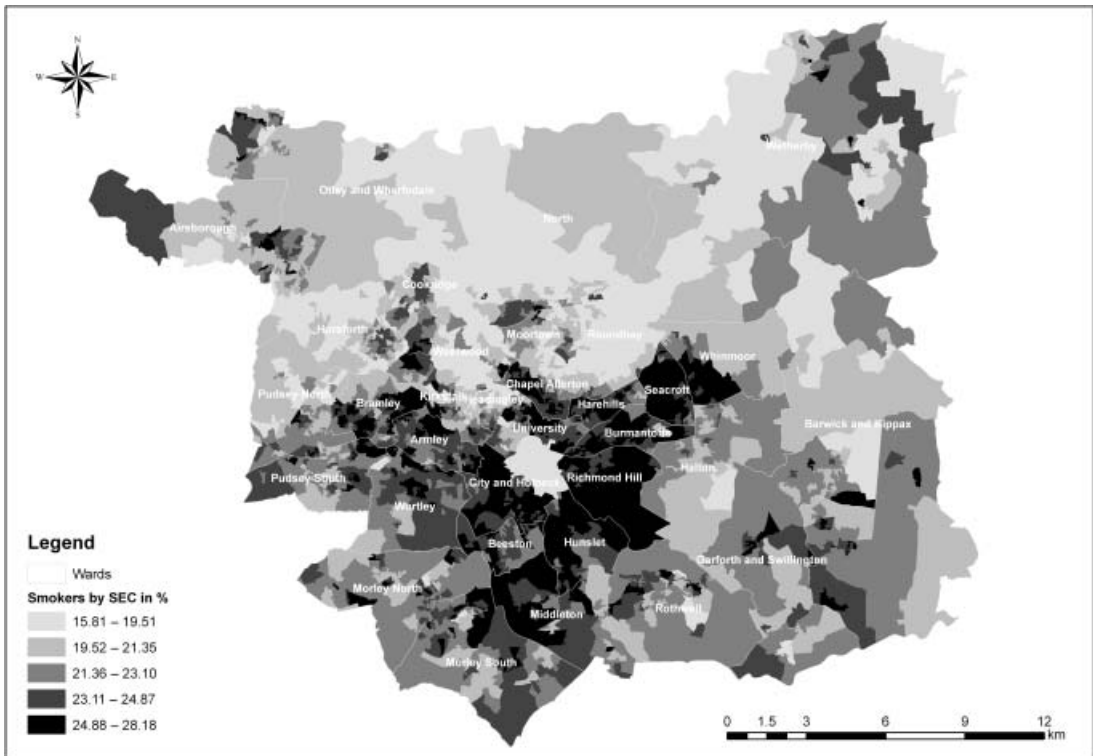 N
W E
S
Wetherby
Otley and Wharfedale
North
Aireborough
Cookridge
Horsforth
Moortown
Roundhay
Weetwood
Whinmoor
Chapel Allerton
Seacroft
Pudsey North
Kirkstall
Headingley
Bramley
Harehills
University
Burmantofts
Barwick and Kippax
Armley
Halton
Pudsey South
City and Holbeck
Richmond Hill
Wortley
Beeston
Hunslet
Garforth and Swillington
Morley North
Middleton
Rothwell
Morley South
Legend
Wards
Smokers by SEC in %
15.81 – 19.51
19.52 – 21.35
21.36 – 23.10
23.11 – 24.87
24.88 – 28.18
0 1.5 3 6 9 12
km